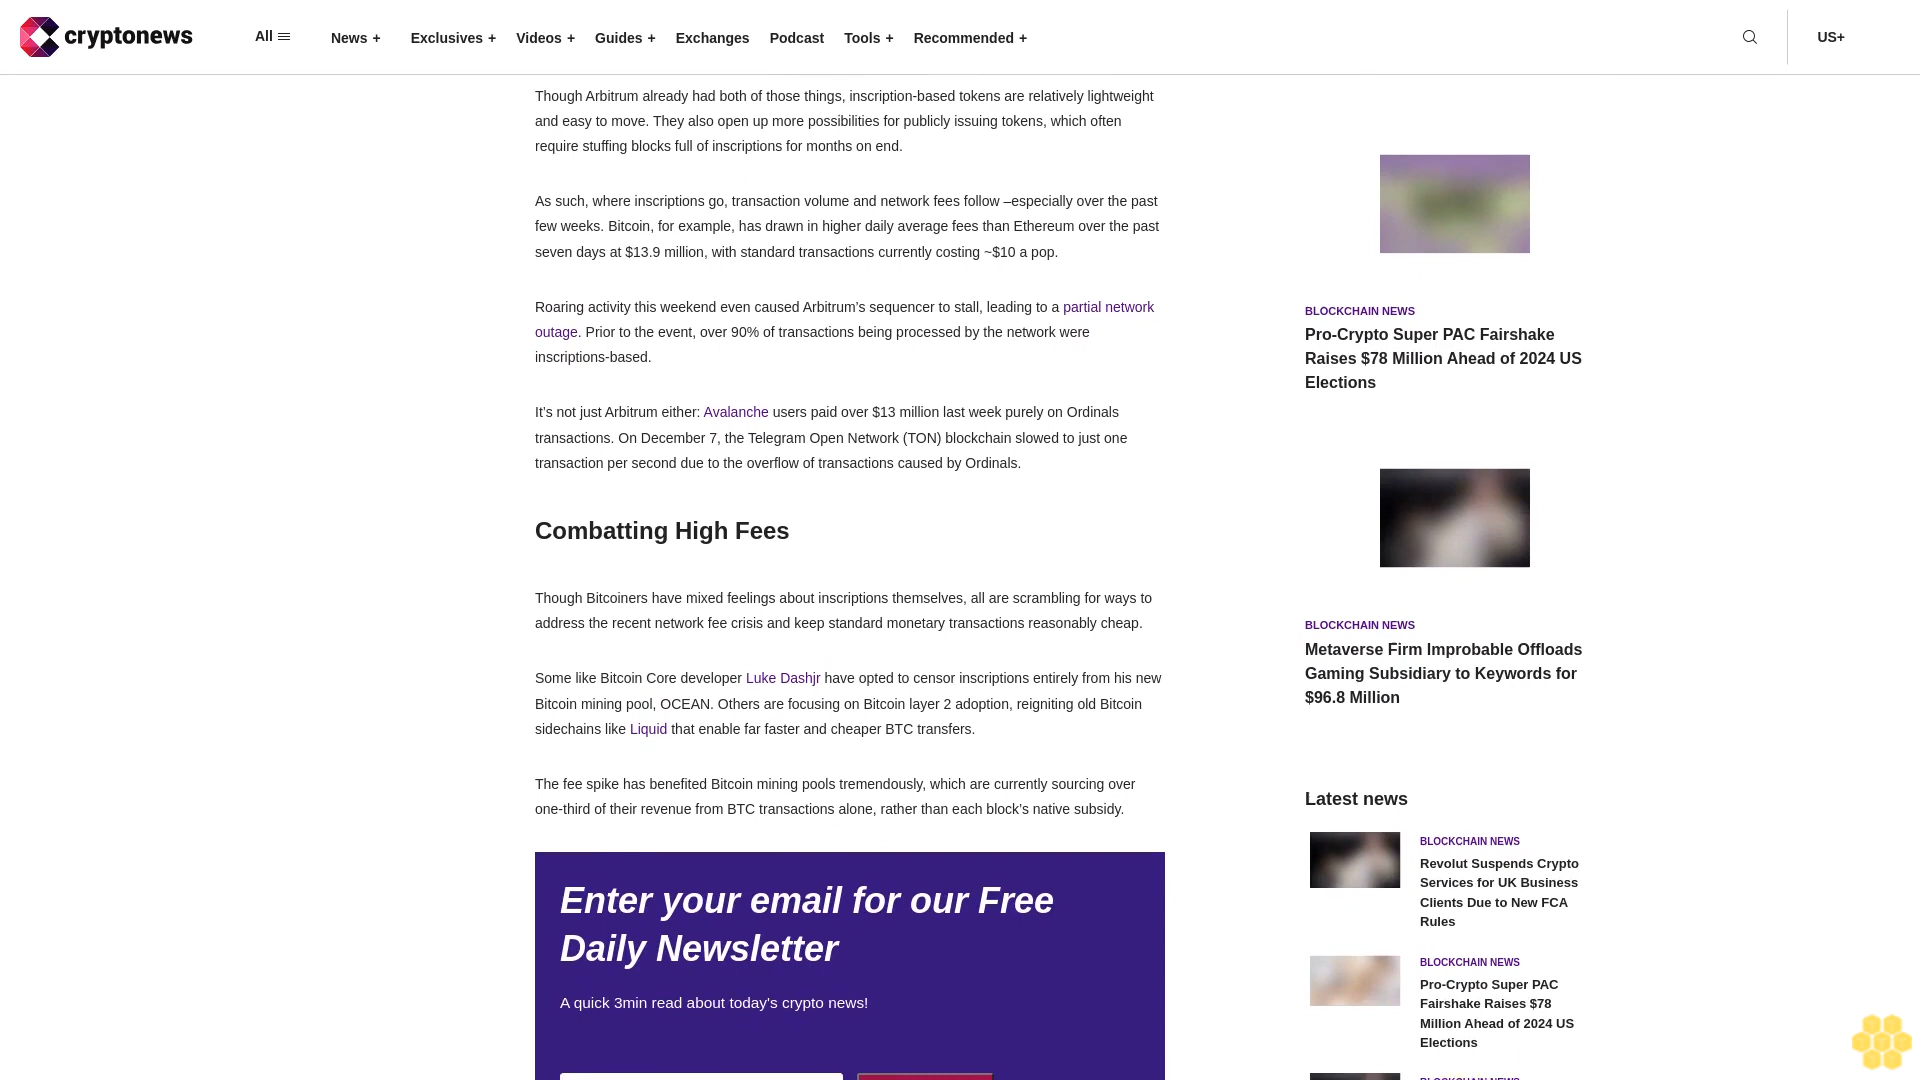 cryptonews
All
News +
Exclusives +
Videos +
Guides +
Exchanges
Podcast
Tools +
Recommended +
US+
Though Arbitrum already had both of those things, inscription-based tokens are relatively lightweight
and easy to move. They also open up more possibilities for publicly issuing tokens, which often
require stuffing blocks full of inscriptions for months on end.
As such, where inscriptions go, transaction volume and network fees follow –especially over the past
few weeks. Bitcoin, for example, has drawn in higher daily average fees than Ethereum over the past
seven days at $13.9 million, with standard transactions currently costing ~$10 a pop.
Roaring activity this weekend even caused Arbitrum’s sequencer to stall, leading to a partial network
outage. Prior to the event, over 90% of transactions being processed by the network were
inscriptions-based.
It’s not just Arbitrum either: Avalanche users paid over $13 million last week purely on Ordinals
transactions. On December 7, the Telegram Open Network (TON) blockchain slowed to just one
transaction per second due to the overflow of transactions caused by Ordinals.
Combatting High Fees
Though Bitcoiners have mixed feelings about inscriptions themselves, all are scrambling for ways to
address the recent network fee crisis and keep standard monetary transactions reasonably cheap.
Some like Bitcoin Core developer Luke Dashjr have opted to censor inscriptions entirely from his new
Bitcoin mining pool, OCEAN. Others are focusing on Bitcoin layer 2 adoption, reigniting old Bitcoin
sidechains like Liquid that enable far faster and cheaper BTC transfers.
The fee spike has benefited Bitcoin mining pools tremendously, which are currently sourcing over
one-third of their revenue from BTC transactions alone, rather than each block’s native subsidy.
Enter your email for our Free
Daily Newsletter
A quick 3min read about today's crypto news!
BLOCKCHAIN NEWS
Pro-Crypto Super PAC Fairshake
Raises $78 Million Ahead of 2024 US
Elections
BLOCKCHAIN NEWS
Metaverse Firm Improbable Offloads
Gaming Subsidiary to Keywords for
$96.8 Million
Latest news
BLOCKCHAIN NEWS
Revolut Suspends Crypto
Services for UK Business
Clients Due to New FCA
Rules
BLOCKCHAIN NEWS
Pro-Crypto Super PAC
Fairshake Raises $78
Million Ahead of 2024 US
Elections